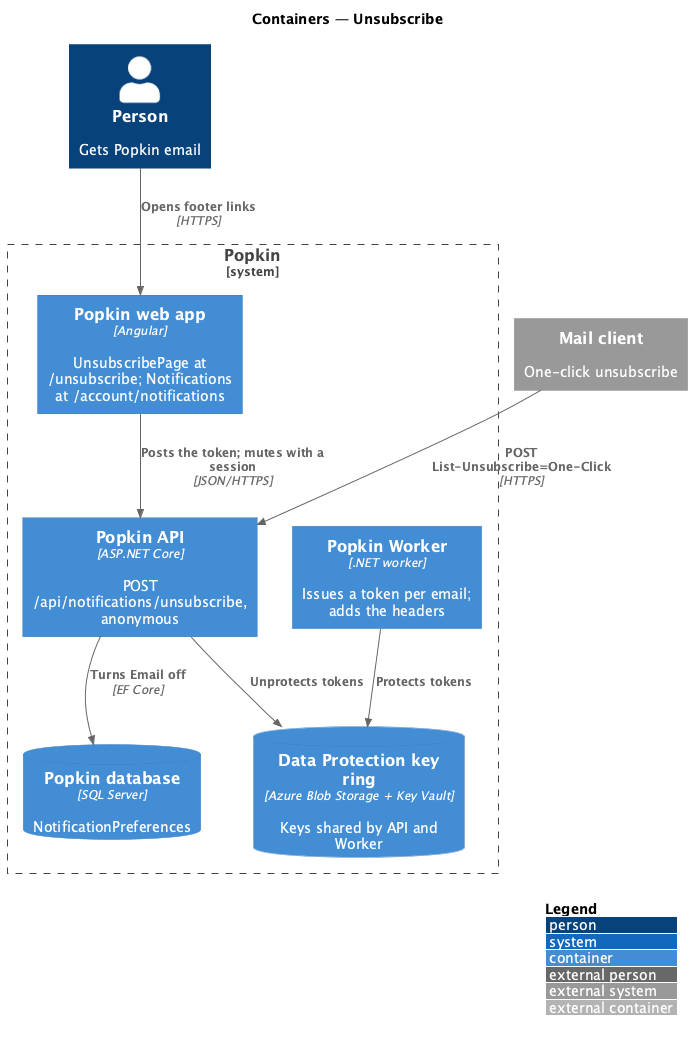 Containers — Unsubscribe
Person
Gets Popkin email
Opens footer links
[HTTPS]
Popkin
[system]
Popkin web app
[Angular]
UnsubscribePage at
/unsubscribe; Notifications
at /account/notifications
Mail client
One-click unsubscribe
Posts the token; mutes with a
session
[JSON/HTTPS]
POST
List-Unsubscribe=One-Click
[HTTPS]
Popkin API
[ASP.NET Core]
POST
/api/notifications/unsubscribe,
anonymous
Popkin Worker
[.NET worker]
Issues a token per email;
adds the headers
Turns Email off
[EF Core]
Unprotects tokens
Protects tokens
Popkin database
[SQL Server]
NotificationPreferences
Data Protection key
ring
[Azure Blob Storage + Key Vault]
Keys shared by API and
Worker
Legend
person
system
container
external person
external system
external container